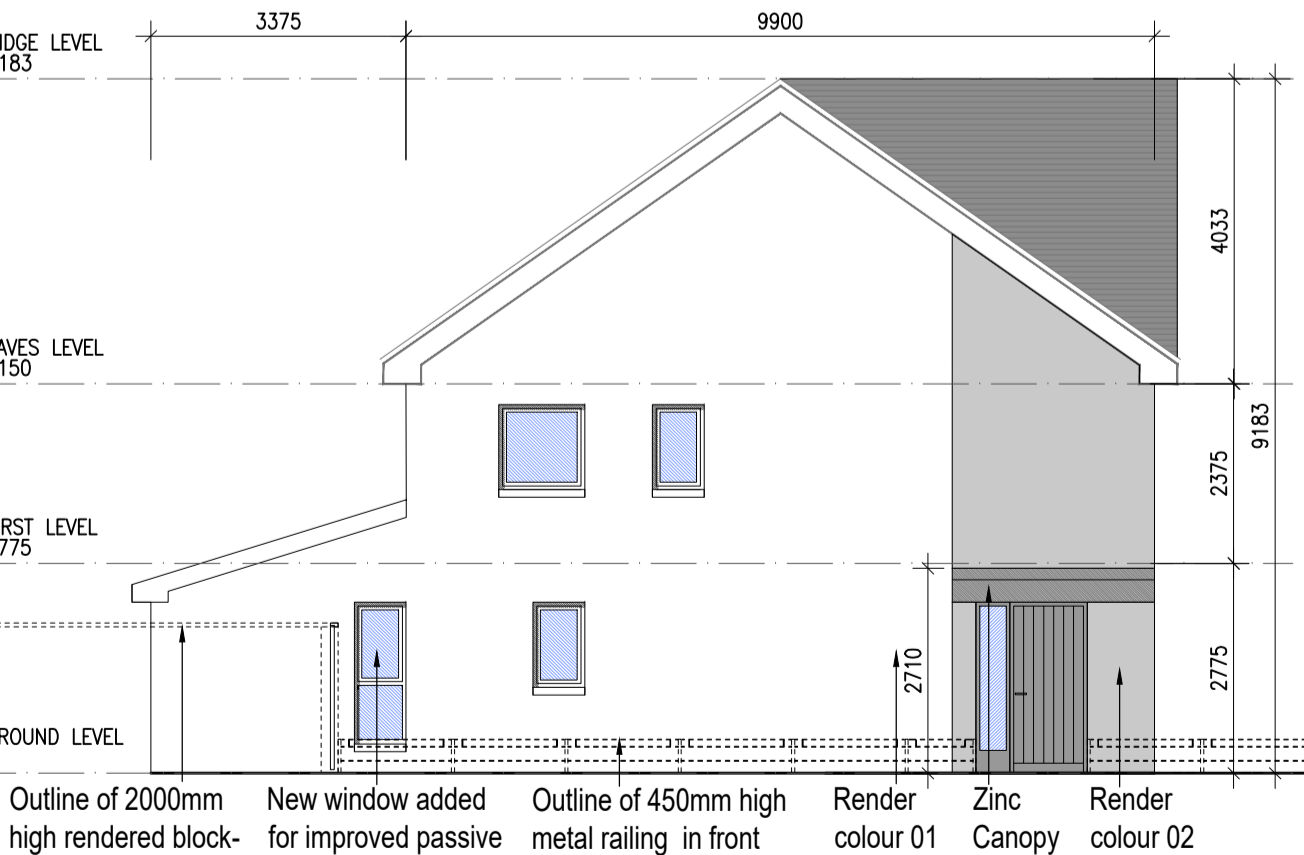 3375
9900
IDGE LEVEL
183
4033
AVES LEVEL
150
9183
2375
RST LEVEL
775
2710
2775
ROUND LEVEL
Outline of 2000mm
high rendered block-
New window added
for improved passive
Outline of 450mm high
metal railing in front
Render
colour 01
Zinc
Canopy
Render
colour 02